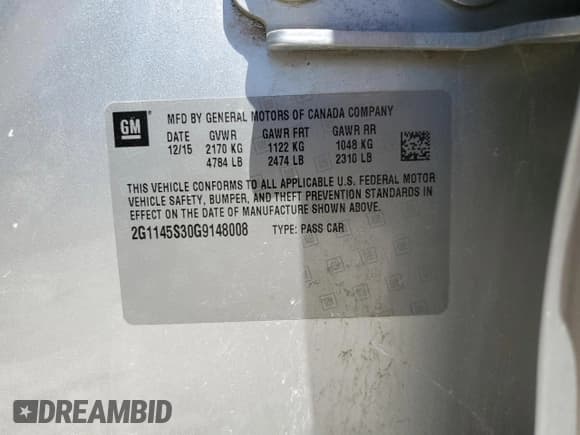 GM
MFD BY GENERAL MOTORS OF CANADA COMPANY
DATE GVWR GAWR FRT GAWR RR
12/15 2170 KG 1122 KG 1048 KG
4784 LB 2474 LB 2310 LB
THIS VEHICLE CONFORMS TO ALL APPLICABLE U.S. FEDERAL MOTOR
VEHICLE SAFETY, BUMPER, AND THEFT PREVENTION STANDARDS IN
EFFECT ON THE DATE OF MANUFACTURE SHOWN ABOVE.
2G1145S30G9148008 TYPE: PASS CAR
DREAMBID